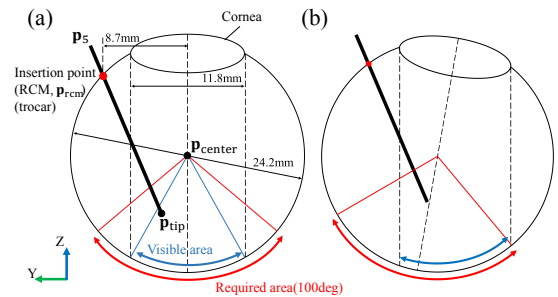 (a)
(b)
Cornea
p5
8.7mm
Insertion point
(RCM, prcm)
(trocar)
11.8mm
pcenter
24.2mm
ptip
Visible area
Z
Y
Required area(100deg)